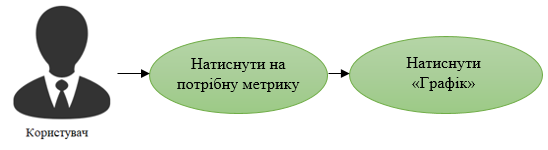 Натиснути на
потрібну метрику
Натиснути
«Графік»
Користувач